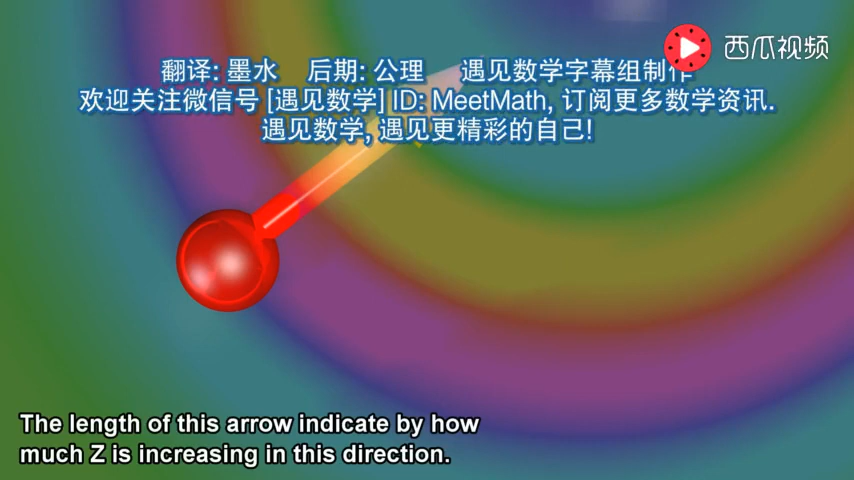 西瓜视频
翻译: 墨水 后期: 公理 遇见数学字幕组制作
欢迎关注微信号 [遇见数学] ID: MeetMath, 订阅更多数学资讯.
遇见数学, 遇见更精彩的自己!
The length of this arrow indicate by how
much Z is increasing in this direction.